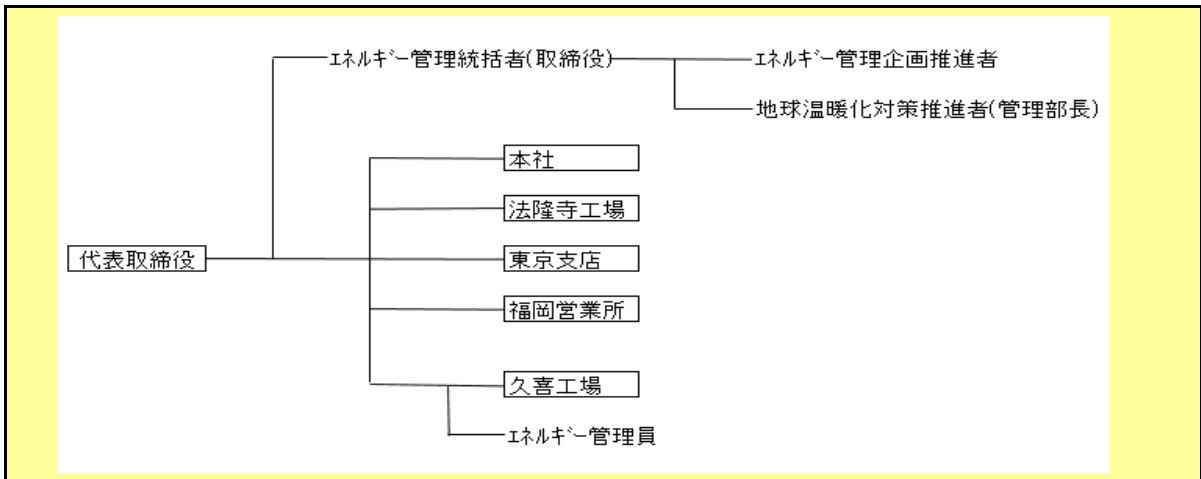 エネルギー管理統括者(取締役)
エネルギー管理企画推進者
地球温暖化対策推進者(管理部長)
本社
法隆寺工場
代表取締役
東京支店
福岡営業所
久喜工場
エネルギー管理員